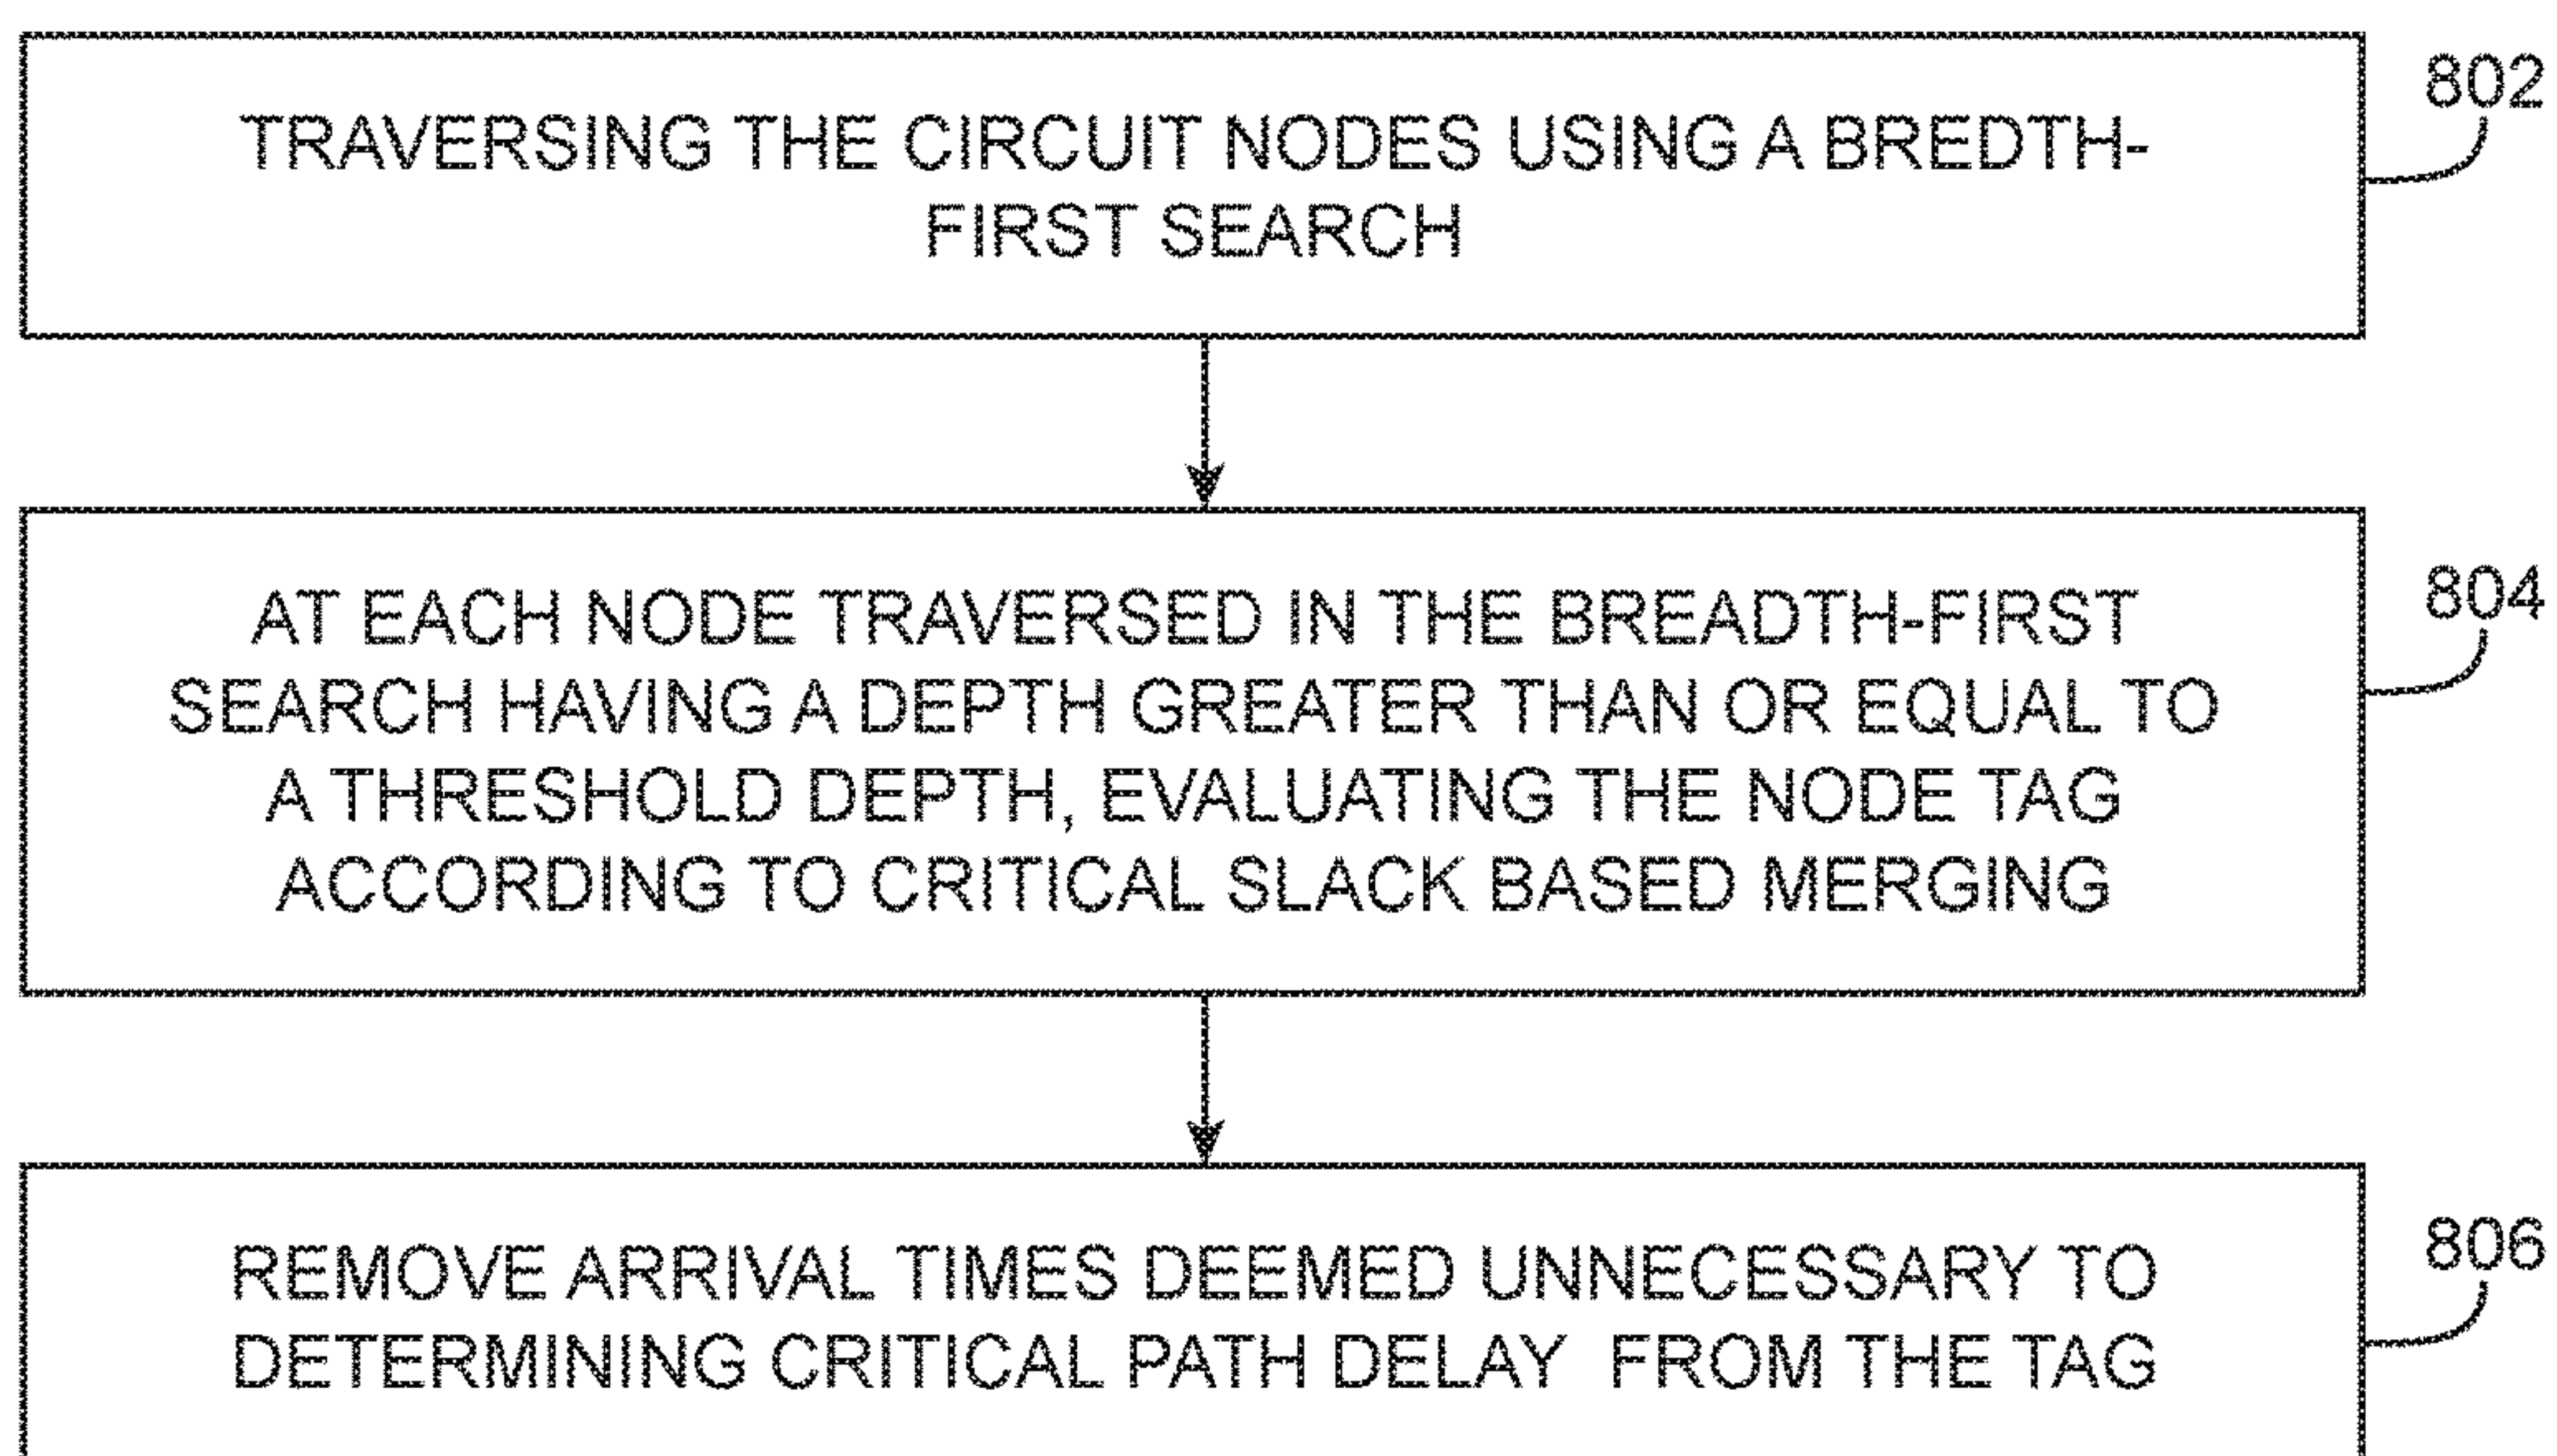 TRAVERSING THE CIRCUIT NODES USING A BREDTH-
FIRST SEARCH
802
AT EACH NODE TRAVERSED IN THE BREADTH-FIRST
SEARCH HAVING A DEPTH GREATER THAN OR EQUAL TO
A THRESHOLD DEPTH, EVALUATING THE NODE TAG
ACCORDING TO CRITICAL SLACK BASED MERGING
804
REMOVE ARRIVAL TIMES DEEMED UNNECESSARY TO
DETERMINING CRITICAL PATH DELAY FROM THE TAG
806